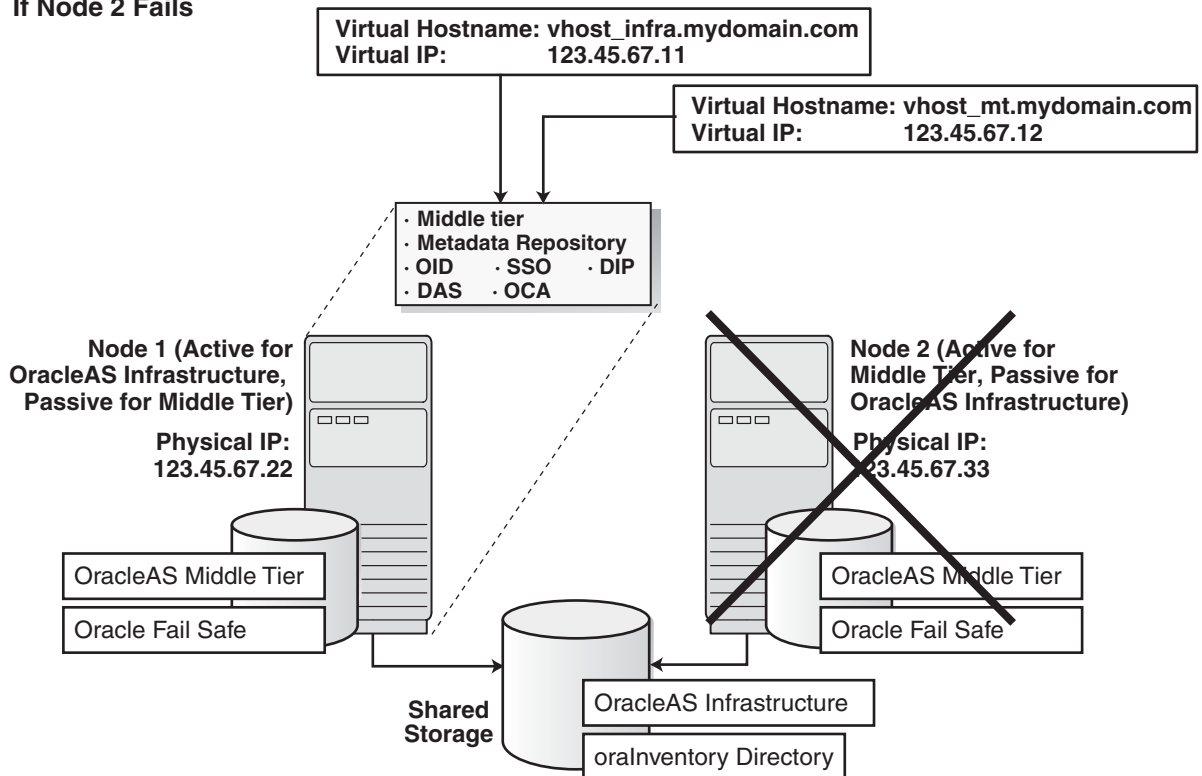 If Node 2 Fails
Virtual Hostname: vhost_infra.mydomain.com
Virtual IP: 123.45.67.11
Virtual Hostname: vhost_mt.mydomain.com
Virtual IP: 123.45.67.12
· Middle tier
· Metadata Repository
· OID · SSO · DIP
· DAS · OCA
Node 1 (Active for
OracleAS Infrastructure,
Passive for Middle Tier)
Physical IP:
123.45.67.22
Node 2 (Active for
Middle Tier, Passive for
OracleAS Infrastructure)
Physical IP:
123.45.67.33
OracleAS Middle Tier
Oracle Fail Safe
OracleAS Middle Tier
Oracle Fail Safe
Shared
Storage
OracleAS Infrastructure
oraInventory Directory